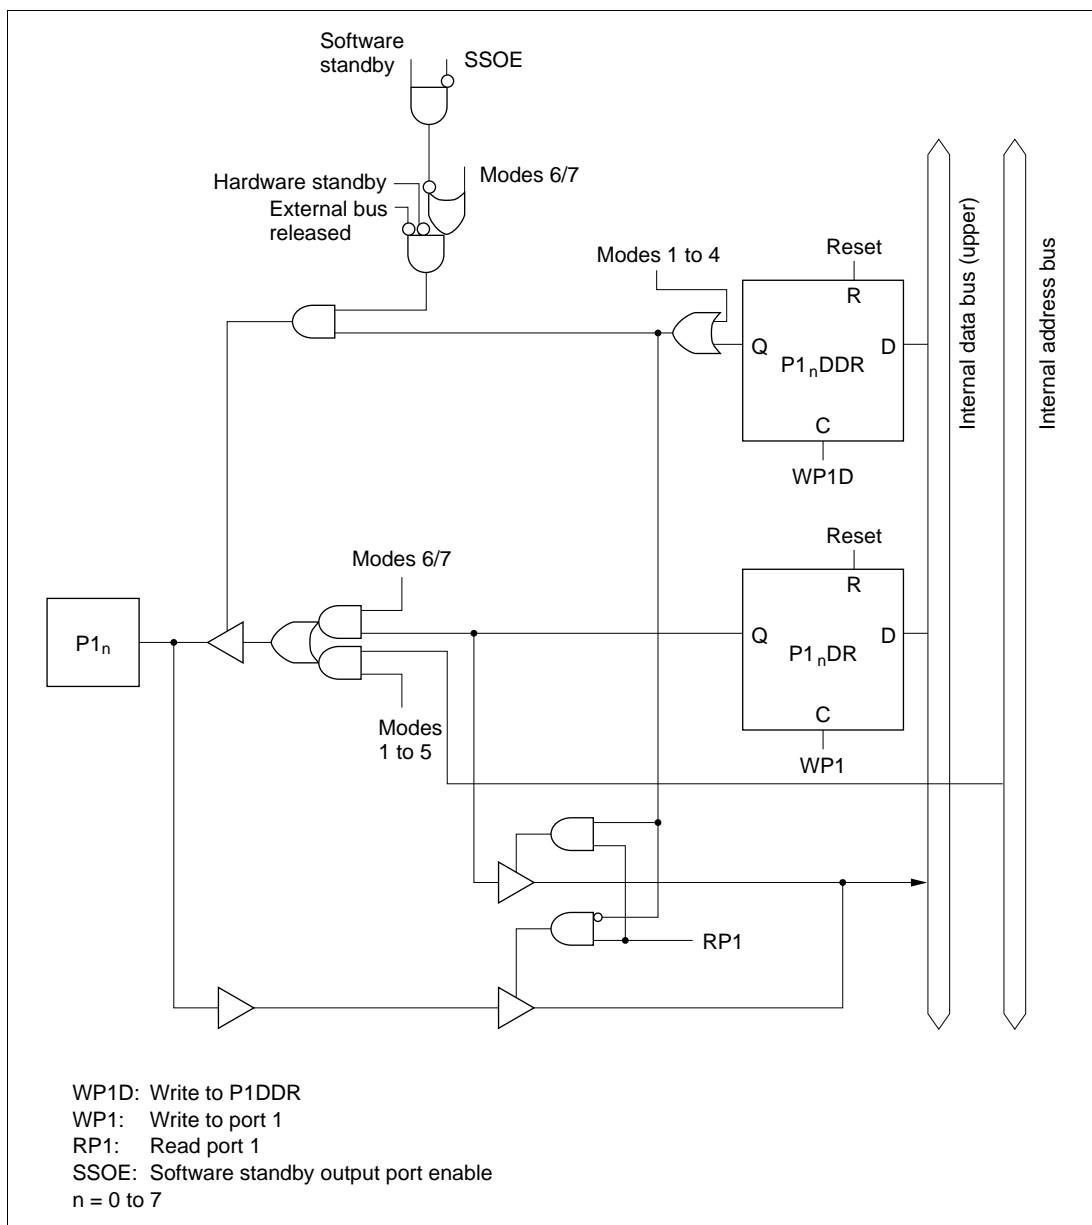 Software
standby
SSOE
Modes 6/7
Hardware standby
External bus
released
Modes 1 to 4
Reset
R
Q
D
P1nDDR
C
WP1D
Internal data bus (upper)
Internal address bus
Modes 6/7
Reset
R
P1n
Q
D
P1nDR
C
Modes
1 to 5
WP1
RP1
WP1D: Write to P1DDR
WP1: Write to port 1
RP1: Read port 1
SSOE: Software standby output port enable
n = 0 to 7